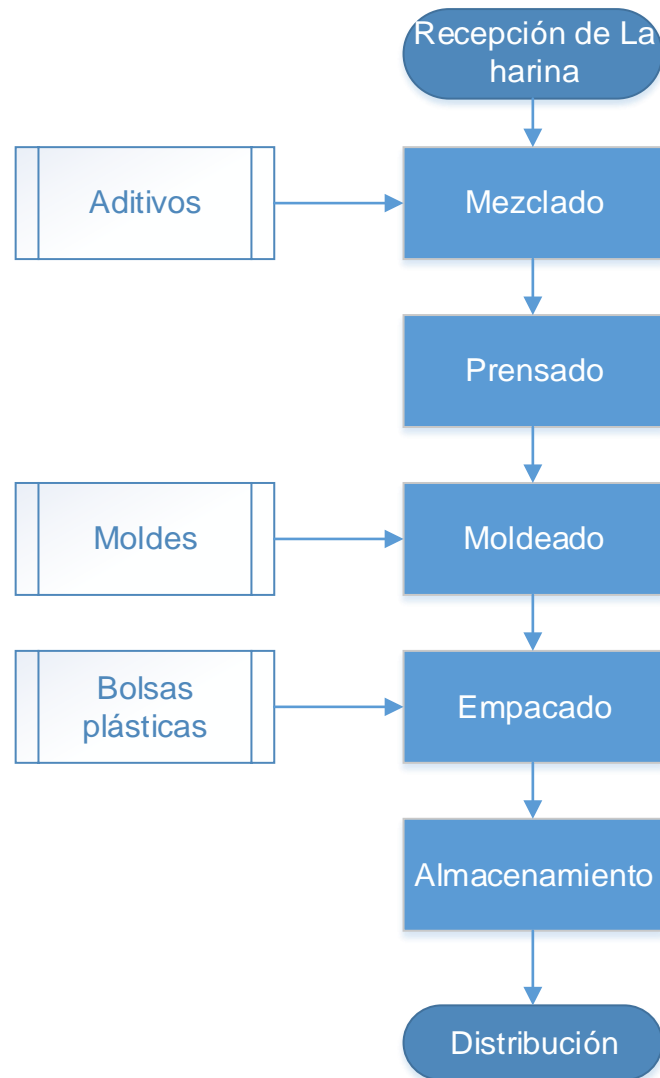 Recepción de La
harina
Aditivos
Mezclado
Prensado
Moldes
Moldeado
Bolsas
plásticas
Empacado
Almacenamiento
Distribución